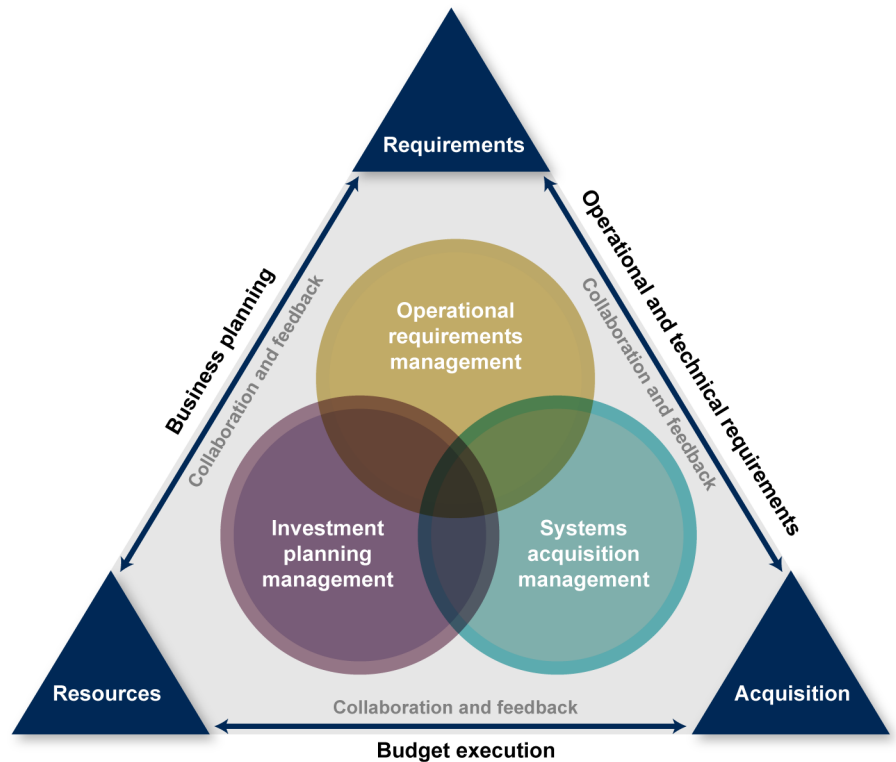 Requirements
Business planning
Collaboration and feedback
Operational and technical requirements
Collaboration and feedback
Operational
requirements
management
Investment
planning
management
Systems
acquisition
management
Resources
Acquisition
Collaboration and feedback
Budget execution